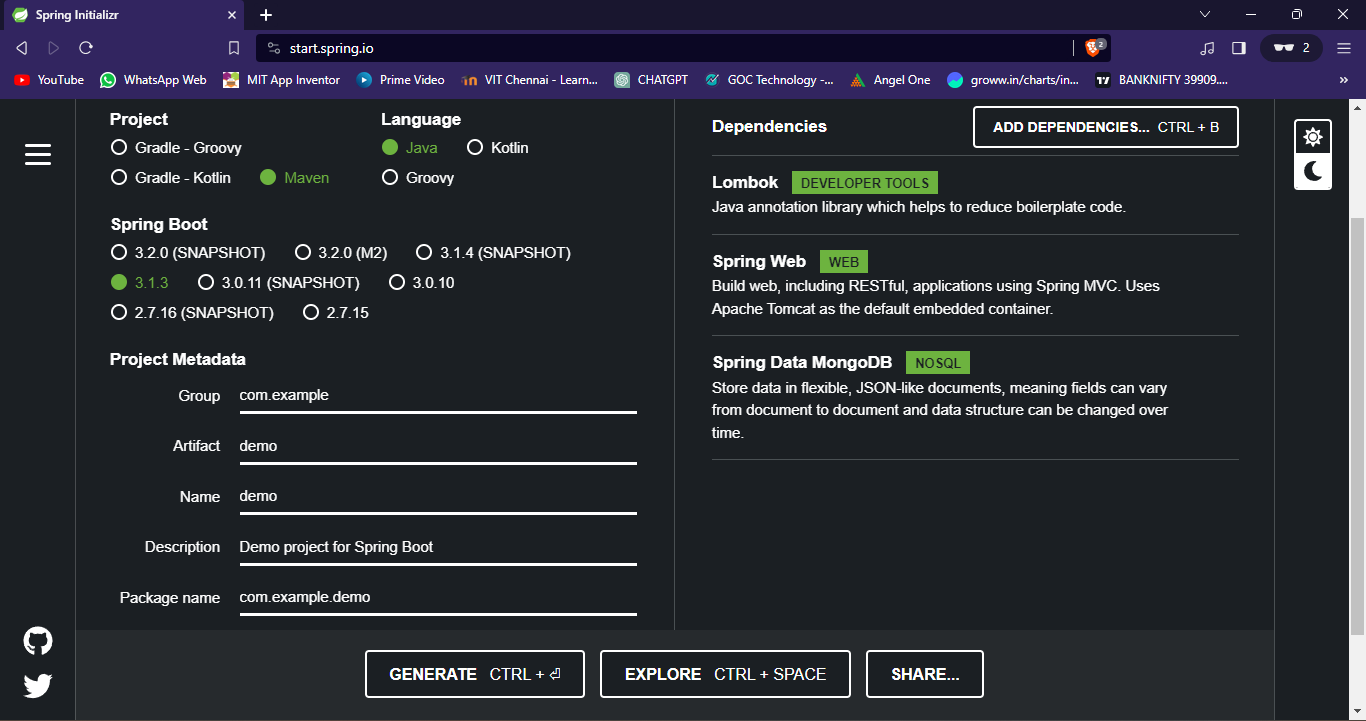 Spring Initializr
start.spring.io
2
2
YouTube
WhatsApp Web
MIT App Inventor
Prime Video
VIT Chennai - Learn...
CHATGPT
GOC Technology -...
Angel One
groww.in/charts/in...
BANKNIFTY 39909....
»
Project
Gradle - Groovy
Gradle - Kotlin
Maven
Language
Java
Kotlin
Groovy
Spring Boot
3.2.0 (SNAPSHOT)
3.2.0 (M2)
3.1.4 (SNAPSHOT)
3.1.3
3.0.11 (SNAPSHOT)
3.0.10
2.7.16 (SNAPSHOT)
2.7.15
Project Metadata
Group com.example
Artifact demo
Name demo
Description Demo project for Spring Boot
Package name com.example.demo
Dependencies
ADD DEPENDENCIES... CTRL + B
Lombok DEVELOPER TOOLS
Java annotation library which helps to reduce boilerplate code.
Spring Web WEB
Build web, including RESTful, applications using Spring MVC. Uses
Apache Tomcat as the default embedded container.
Spring Data MongoDB NOSQL
Store data in flexible, JSON-like documents, meaning fields can vary
from document to document and data structure can be changed over
time.
GENERATE CTRL + ⏎
EXPLORE CTRL + SPACE
SHARE...